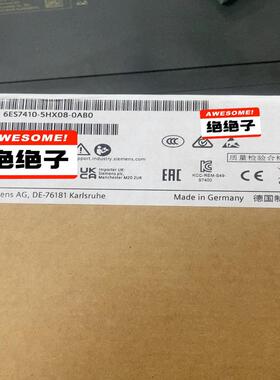 6ES7410-5HX08-0AB0
AWESOME!
绝绝子
AWESOME!
绝绝子
support.industry.siemens.com
UK
CA
Importer UK:
Siemens plc,
Manchester M20 2UR
EAC
KCC-REM-S49-
S7400
质量检验合格
Siemens AG, DE-76181 Karlsruhe
Made in Germany
德国制